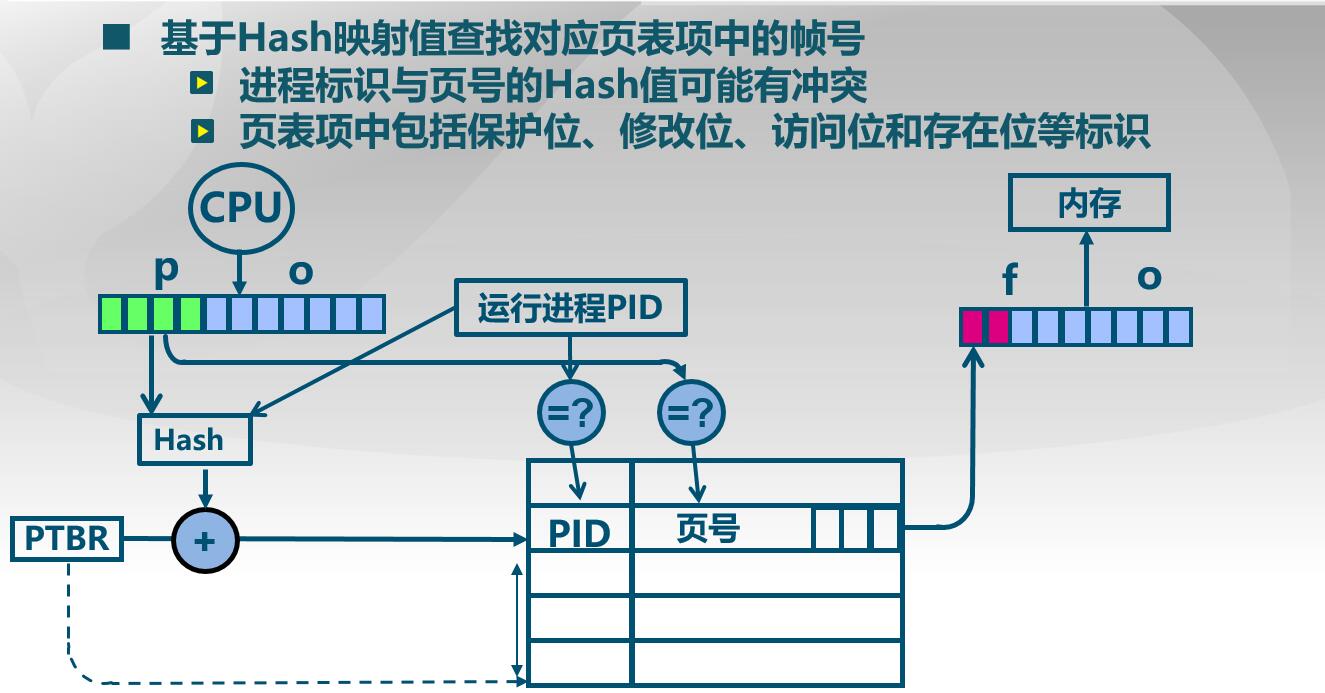 基于Hash映射值查找对应页表项中的帧号
进程标识与页号的Hash值可能有冲突
页表项中包括保护位、修改位、访问位和存在位等标识
CPU
内存
p
o
f
o
运行进程PID
=?
=?
Hash
PTBR
+
PID
页号